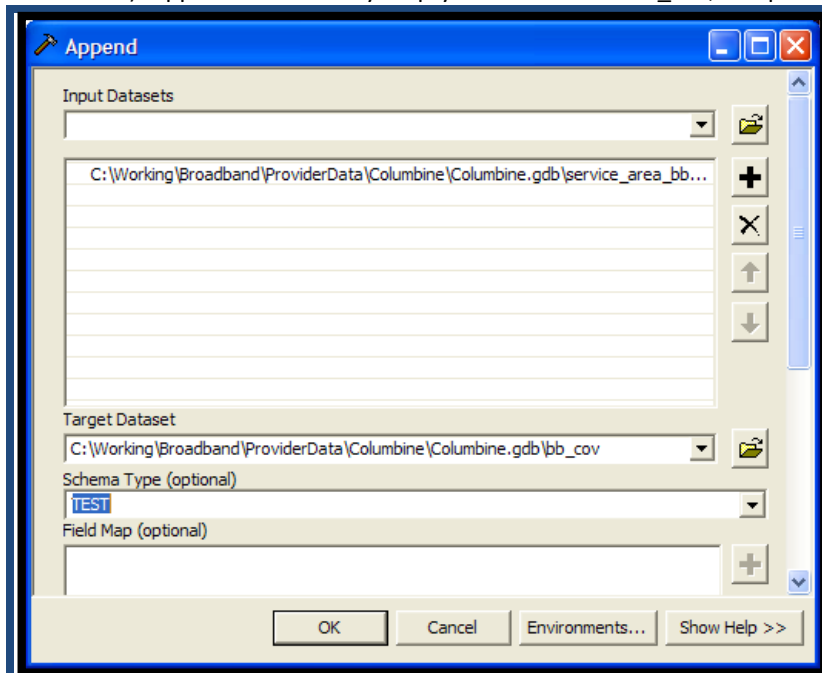 Append
Input Datasets
C:\Working\Broadband\ProviderData\Columbine\Columbine.gdb\service_area_bb...
Target Dataset
C:\Working\Broadband\ProviderData\Columbine\Columbine.gdb\bb_cov
Schema Type (optional)
TEST
Field Map (optional)
OK Cancel Environments... Show Help >>